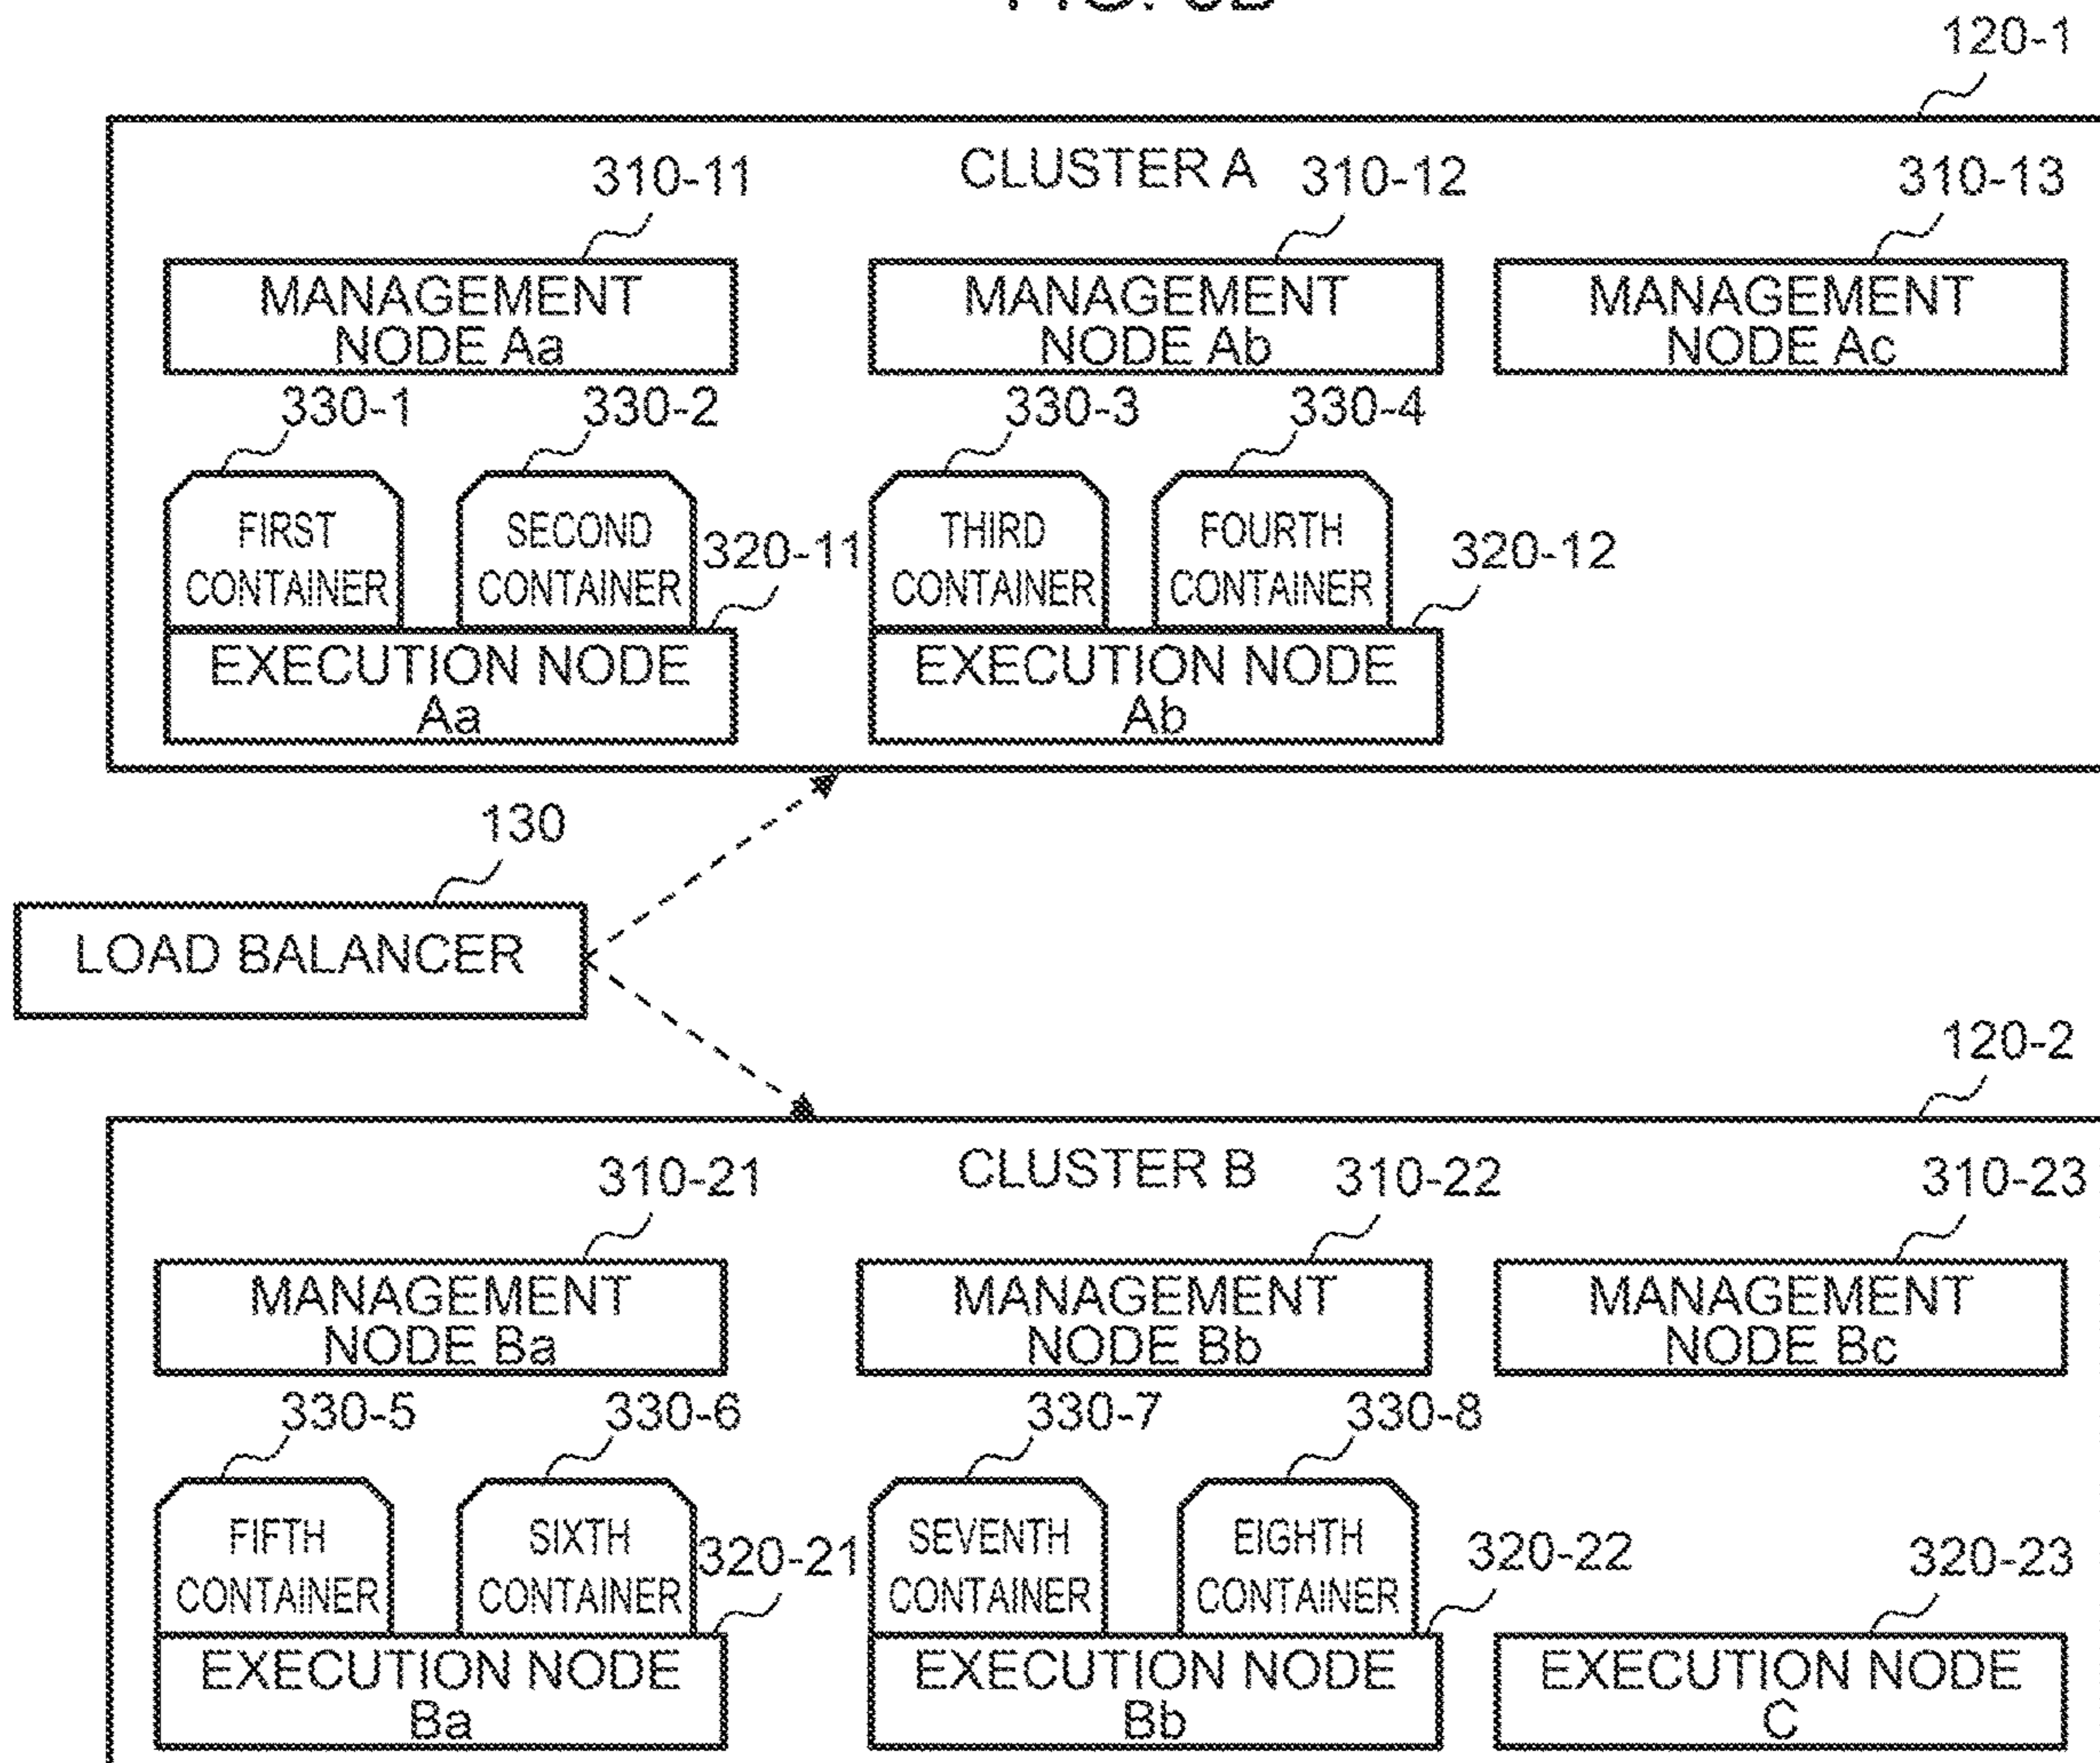 120-1
CLUSTER A
310-11
310-12
310-13
MANAGEMENT
NODE Aa
MANAGEMENT
NODE Ab
MANAGEMENT
NODE Ac
330-1
330-2
330-3
330-4
FIRST
CONTAINER
SECOND
CONTAINER
320-11
THIRD
CONTAINER
FOURTH
CONTAINER
320-12
EXECUTION NODE
Aa
EXECUTION NODE
Ab
130
LOAD BALANCER
120-2
CLUSTER B
310-21
310-22
310-23
MANAGEMENT
NODE Ba
MANAGEMENT
NODE Bb
MANAGEMENT
NODE Bc
330-5
330-6
330-7
330-8
FIFTH
CONTAINER
SIXTH
CONTAINER
320-21
SEVENTH
CONTAINER
EIGHTH
CONTAINER
320-22
320-23
EXECUTION NODE
Ba
EXECUTION NODE
Bb
EXECUTION NODE
C